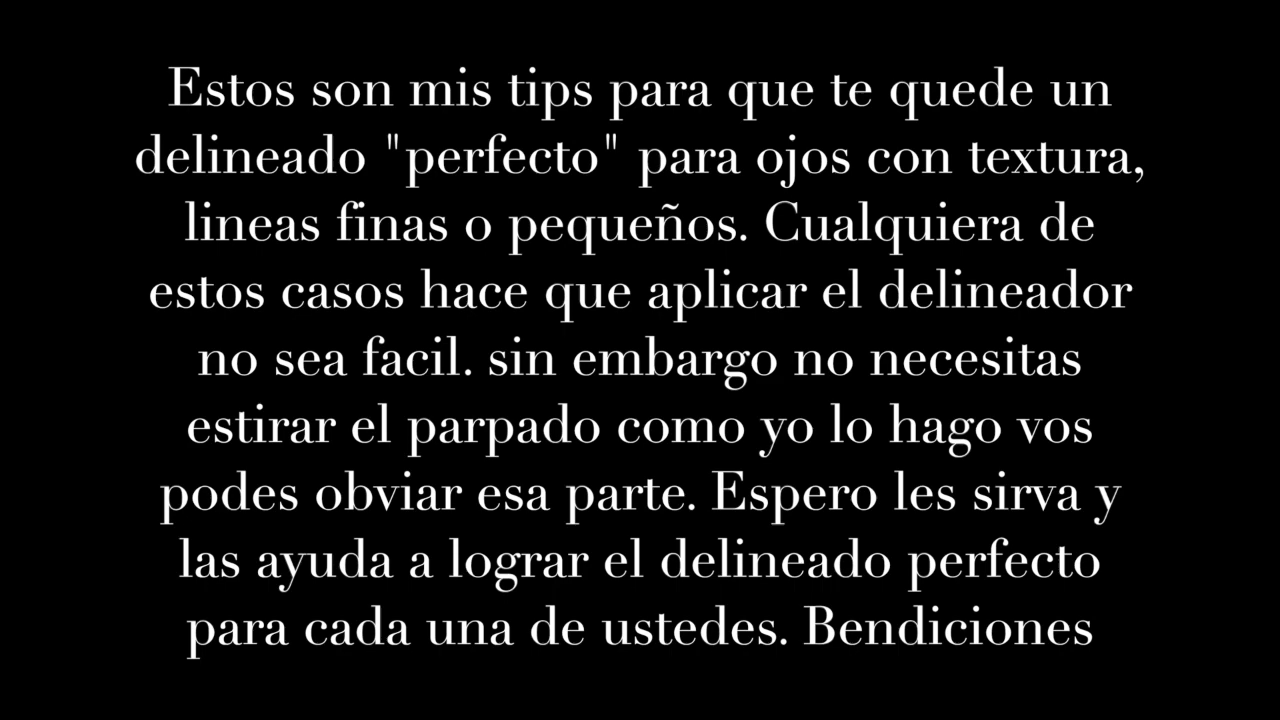 Estos son mis tips para que te quede un
delineado "perfecto" para ojos con textura,
lineas finas o pequeños. Cualquiera de
estos casos hace que aplicar el delineador
no sea facil. sin embargo no necesitas
estirar el parpado como yo lo hago vos
podes obviar esa parte. Espero les sirva y
las ayuda a lograr el delineado perfecto
para cada una de ustedes. Bendiciones